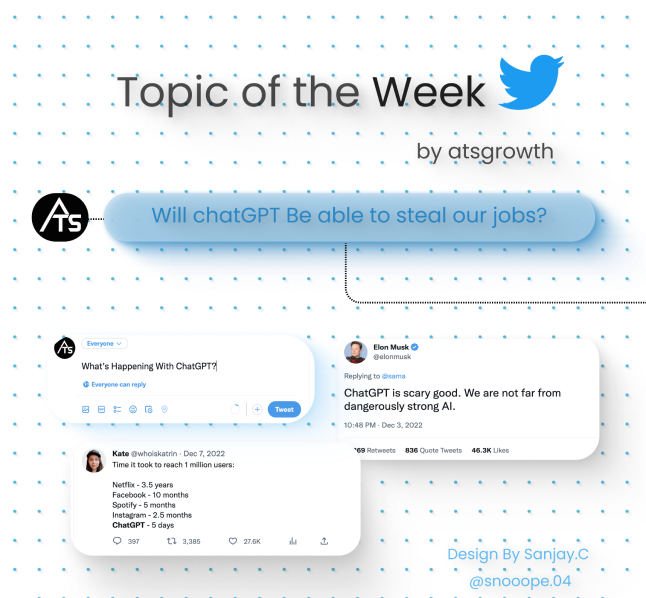 Topic of the Week
by atsgrowth
ATS
Will chatGPT Be able to steal our jobs?
ATS
Everyone
What's Happening With ChatGPT?
Everyone can reply
GIF
Tweet
Elon Musk
@elonmusk
Replying to @sama
ChatGPT is scary good. We are not far from
dangerously strong AI.
10:48 PM · Dec 3, 2022
69 Retweets 836 Quote Tweets 46.3K Likes
Kate @whoiskatrin · Dec 7, 2022
Time it took to reach 1 million users:
Netflix - 3.5 years
Facebook - 10 months
Spotify - 5 months
Instagram - 2.5 months
ChatGPT - 5 days
397 3,385 27.6K
Design By Sanjay.C
@snooope.04